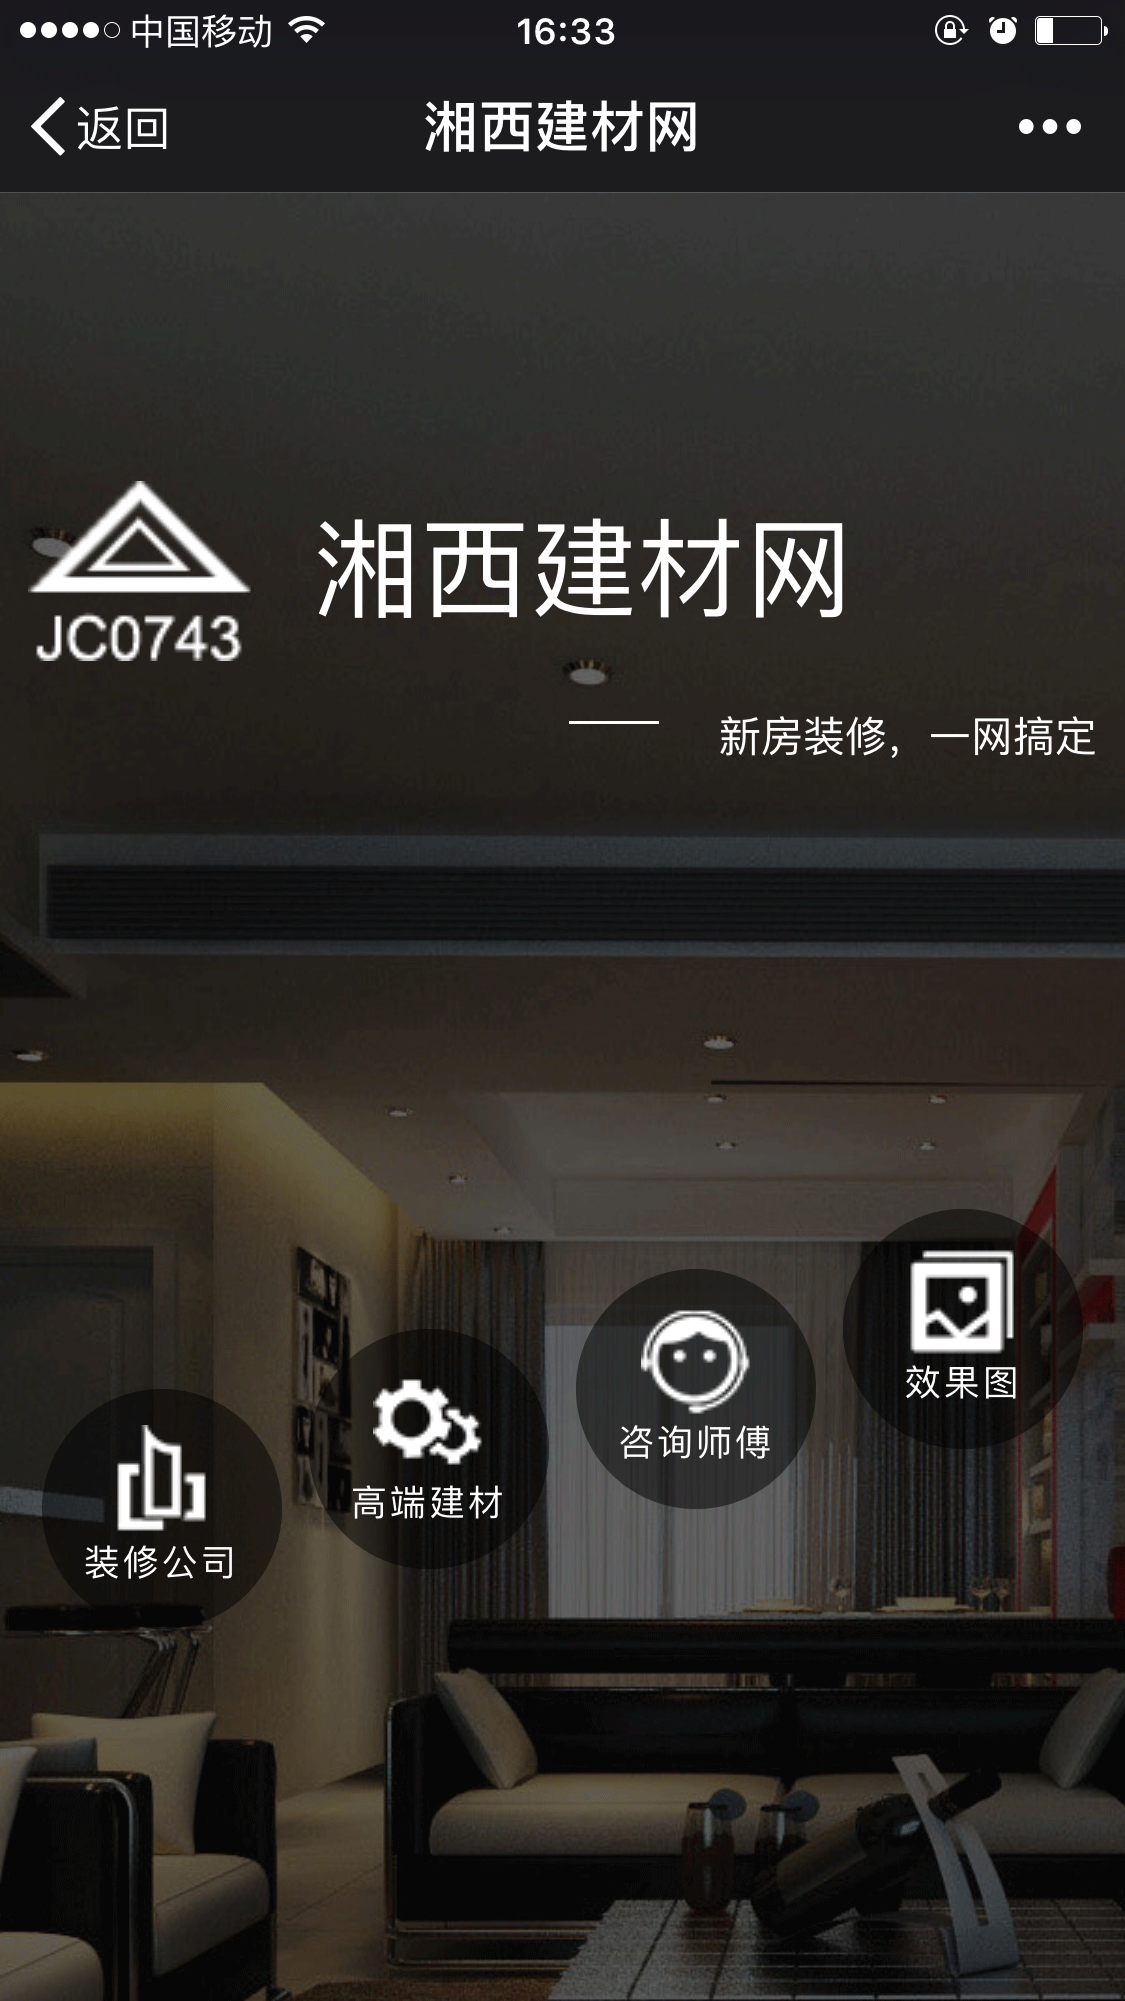 中国移动 16:33
返回 湘西建材网
湘西建材网
JC0743
新房装修，一网搞定
效果图
咨询师傅
高端建材
装修公司